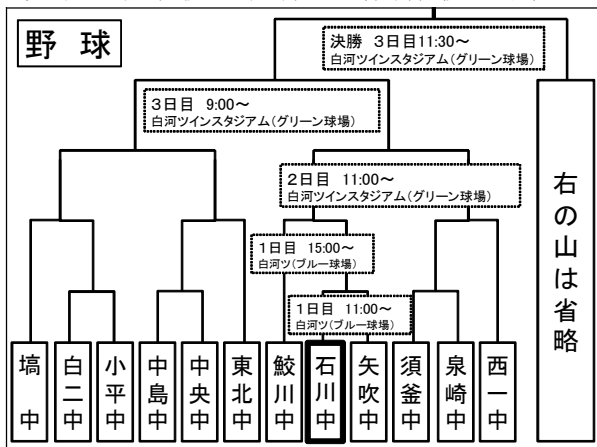 野 球
決勝 3日目11:30～
白河ツインスタジアム(グリーン球場)
3日目 9:00～
白河ツインスタジアム(グリーン球場)
2日目 11:00～
白河ツインスタジアム(グリーン球場)
1日目 15:00～
白河ツ(ブルー球場)
1日目 11:00～
白河ツ(ブルー球場)
右の山は省略
塙中
白二中
小平中
中島中
中央中
東北中
鮫川中
石川中
矢吹中
須釜中
泉崎中
西一中